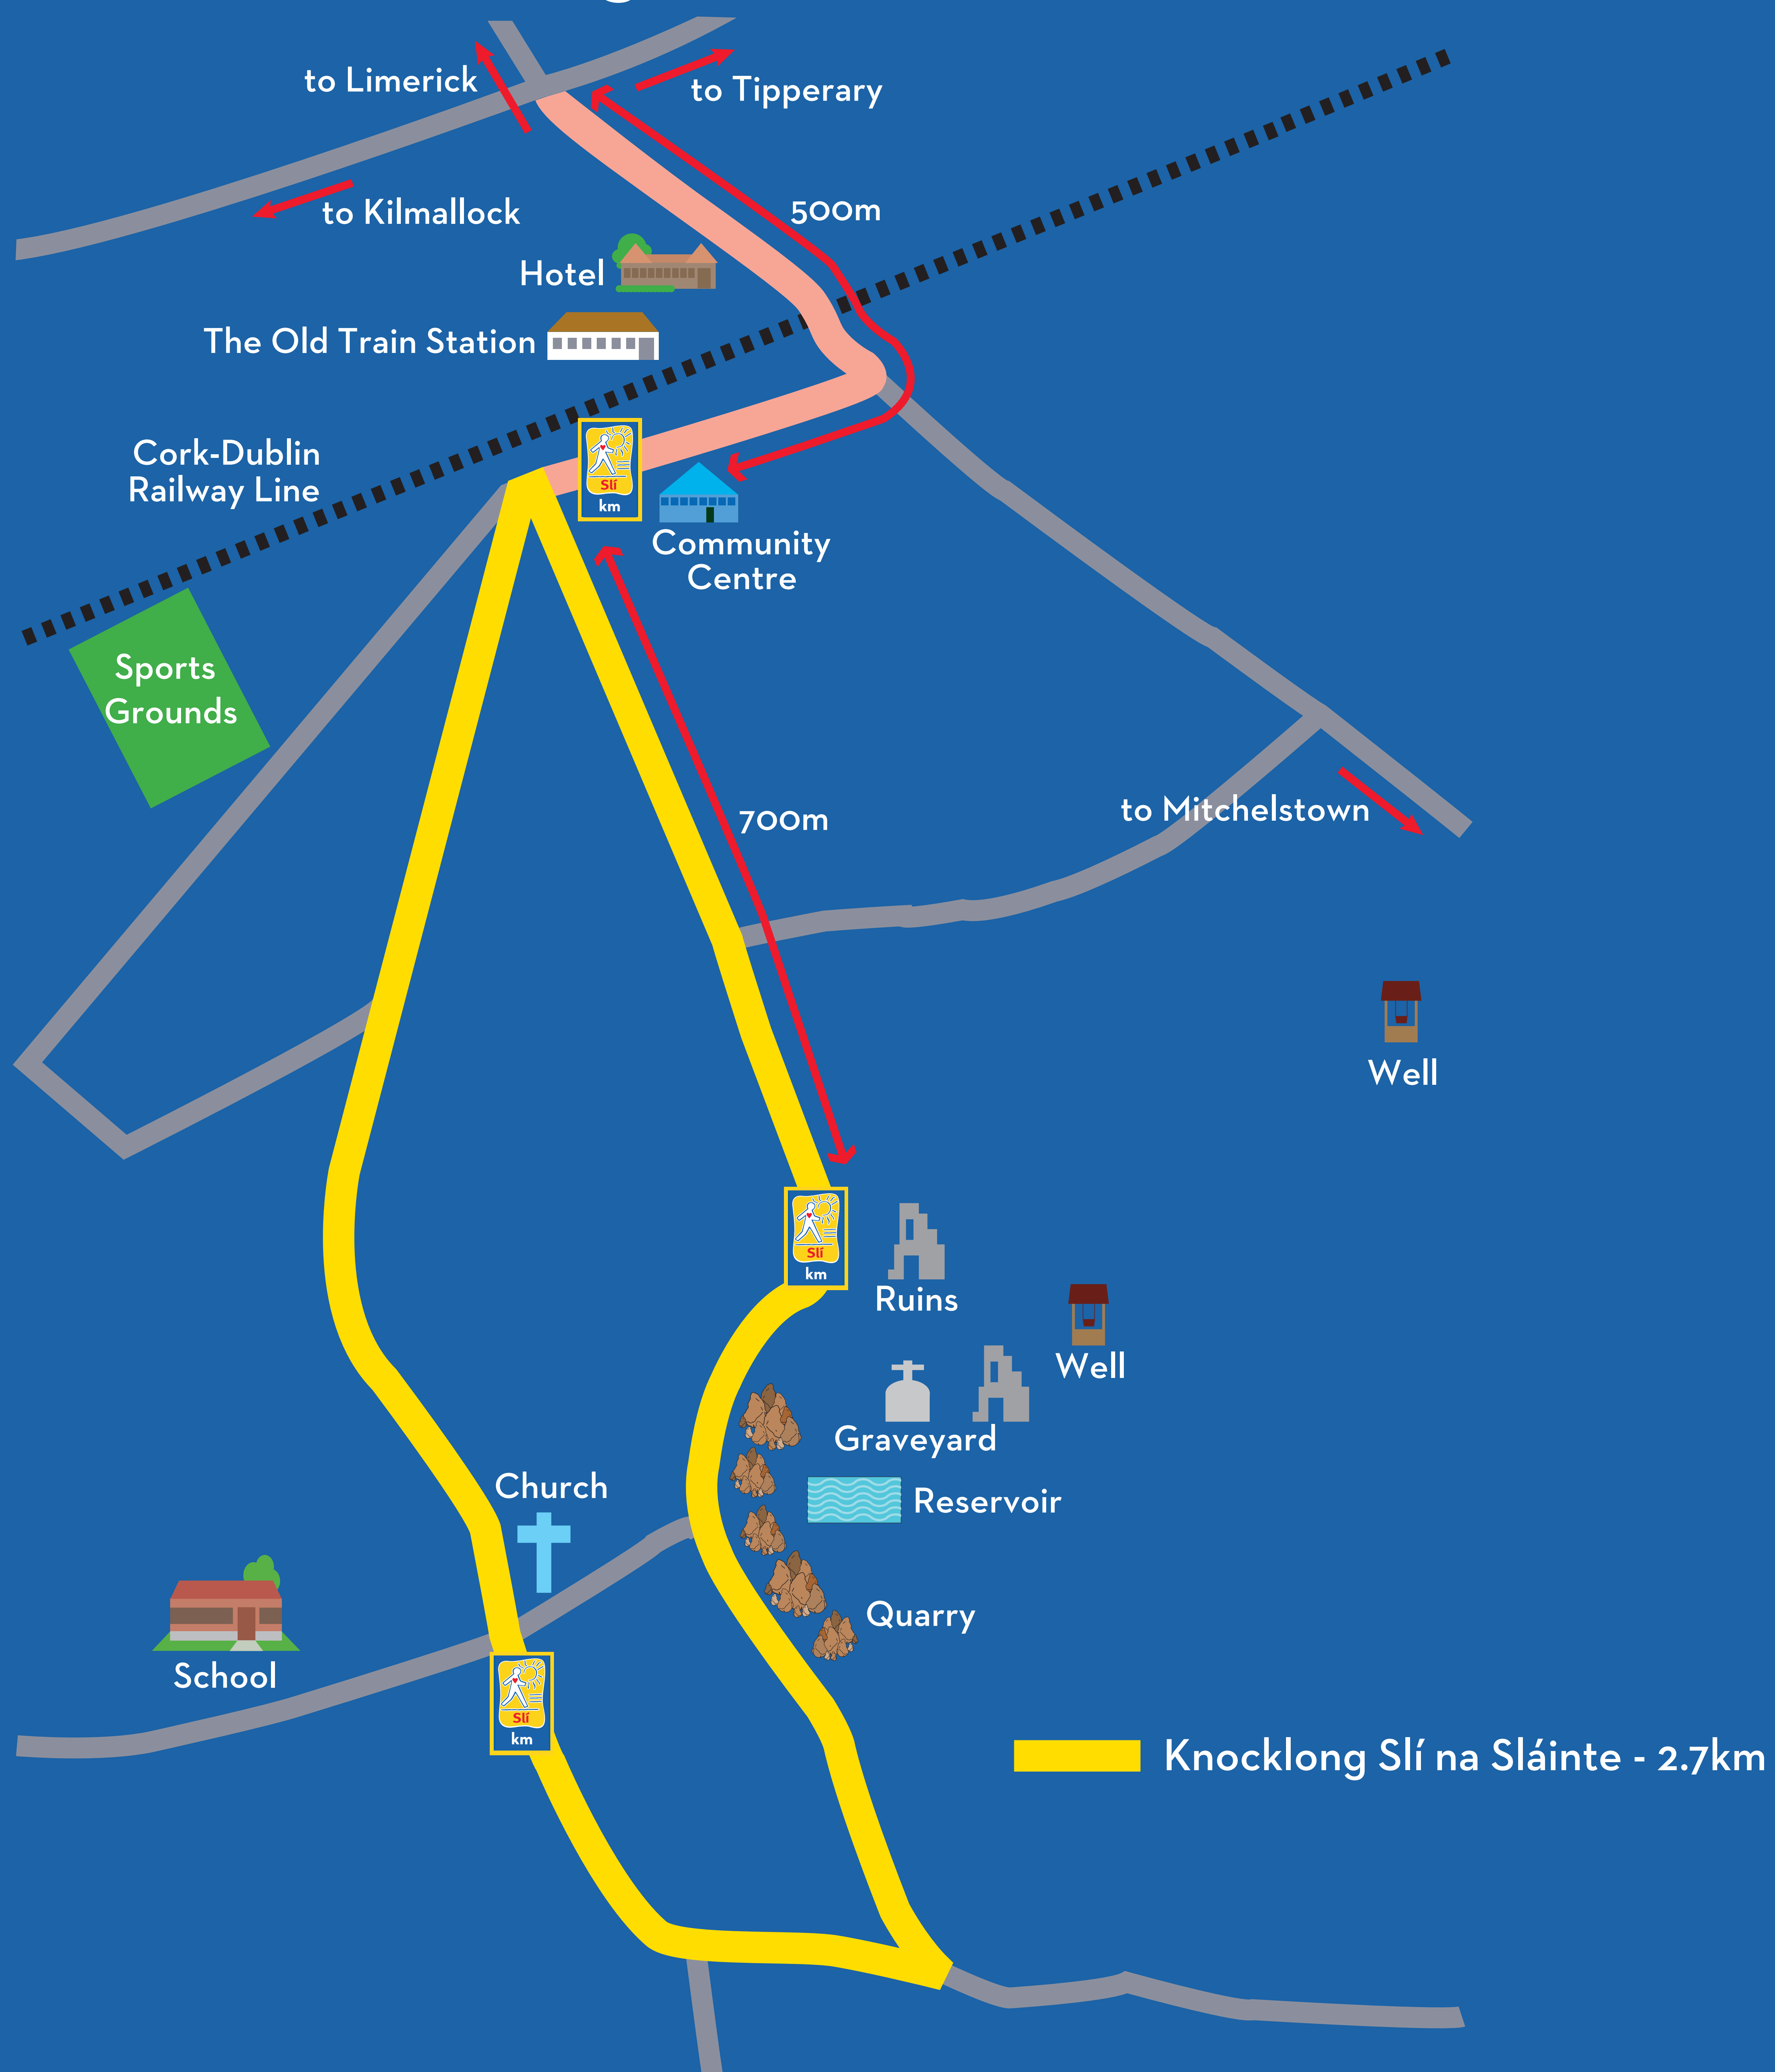 to Limerick
to Tipperary
to Kilmallock
500m
Hotel
The Old Train Station
Cork-Dublin
Railway Line
Slí
km
Community
Centre
Sports
Grounds
700m
to Mitchelstown
Well
Slí
km
Ruins
Well
Graveyard
Church
Reservoir
Quarry
School
Slí
km
Knocklong Slí na Sláinte - 2.7km